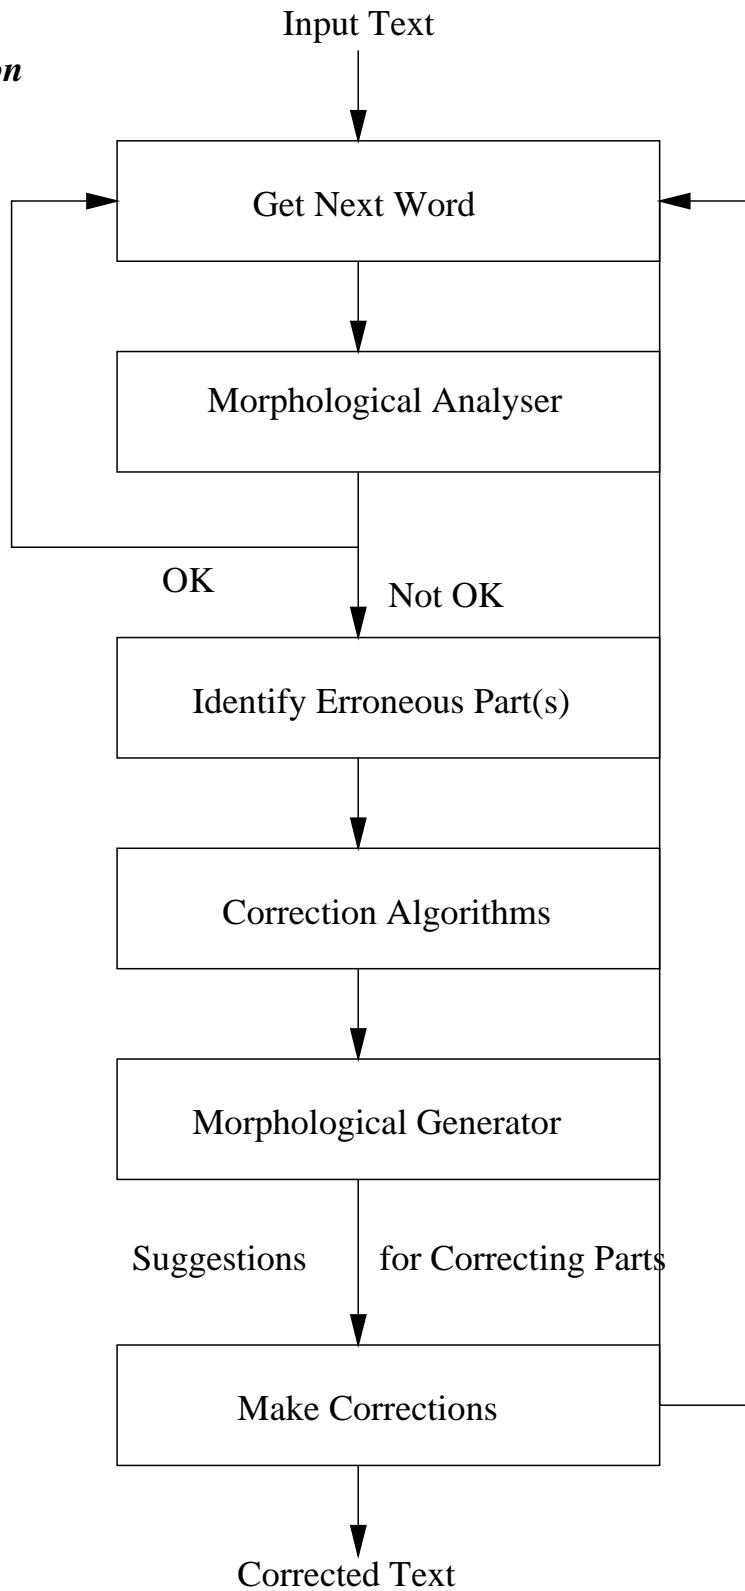 Input Text
on
Get Next Word
Morphological Analyser
OK
Not OK
Identify Erroneous Part(s)
Correction Algorithms
Morphological Generator
Suggestions for Correcting Parts
Make Corrections
Corrected Text